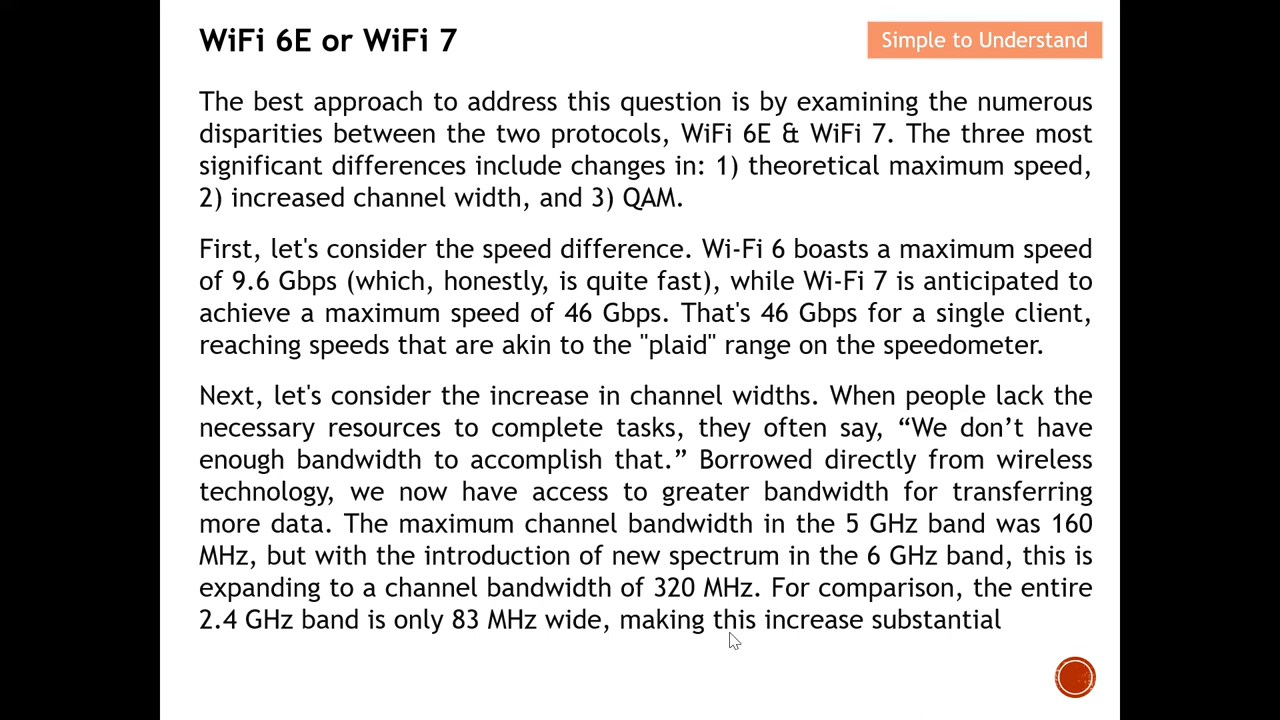 WiFi 6E or WiFi 7
Simple to Understand
The best approach to address this question is by examining the numerous
disparities between the two protocols, WiFi 6E & WiFi 7. The three most
significant differences include changes in: 1) theoretical maximum speed,
2) increased channel width, and 3) QAM.
First, let's consider the speed difference. Wi-Fi 6 boasts a maximum speed
of 9.6 Gbps (which, honestly, is quite fast), while Wi-Fi 7 is anticipated to
achieve a maximum speed of 46 Gbps. That's 46 Gbps for a single client,
reaching speeds that are akin to the "plaid" range on the speedometer.
Next, let's consider the increase in channel widths. When people lack the
necessary resources to complete tasks, they often say, “We don’t have
enough bandwidth to accomplish that.” Borrowed directly from wireless
technology, we now have access to greater bandwidth for transferring
more data. The maximum channel bandwidth in the 5 GHz band was 160
MHz, but with the introduction of new spectrum in the 6 GHz band, this is
expanding to a channel bandwidth of 320 MHz. For comparison, the entire
2.4 GHz band is only 83 MHz wide, making this increase substantial